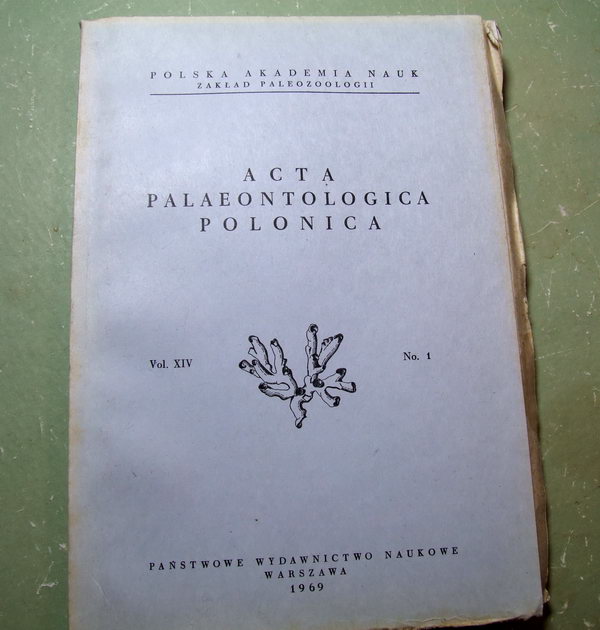 POLSKA AKADEMIA NAUK
ZAKŁAD PALEOZOOLOGII
ACTA
PALAEONTOLOGICA
POLONICA
Vol. XIV
No. 1
PAŃSTWOWE WYDAWNICTWO NAUKOWE
WARSZAWA
1969